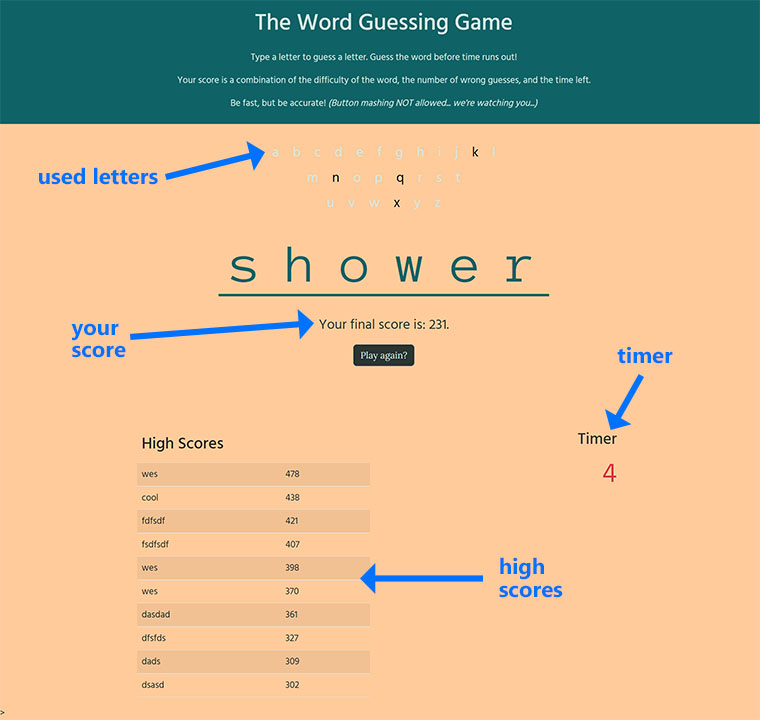 The Word Guessing Game
Type a letter to guess a letter. Guess the word before time runs out!
Your score is a combination of the difficulty of the word, the number of wrong guesses, and the time left.
Be fast, but be accurate! (Button mashing NOT allowed... we're watching you...)
used letters
a b c d e f g h i j k l
m n o p q r s t
u v w x y z
shower
your
score
Your final score is: 231.
Play again?
timer
Timer
4
High Scores
wes 478
cool 438
fdfsdf 421
fsdfsdf 407
wes 398
wes 370
dasdad 361
dfsfds 327
dads 309
dsasd 302
high
scores
>